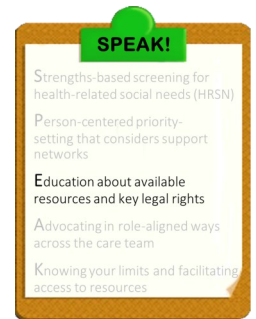 SPEAK!
Strengths-based screening for
health-related social needs (HRSN)
Person-centered priority-
setting that considers support
networks
Education about available
resources and key legal rights
Advocating in role-aligned ways
across the care team
Knowing your limits and facilitating
access to resources